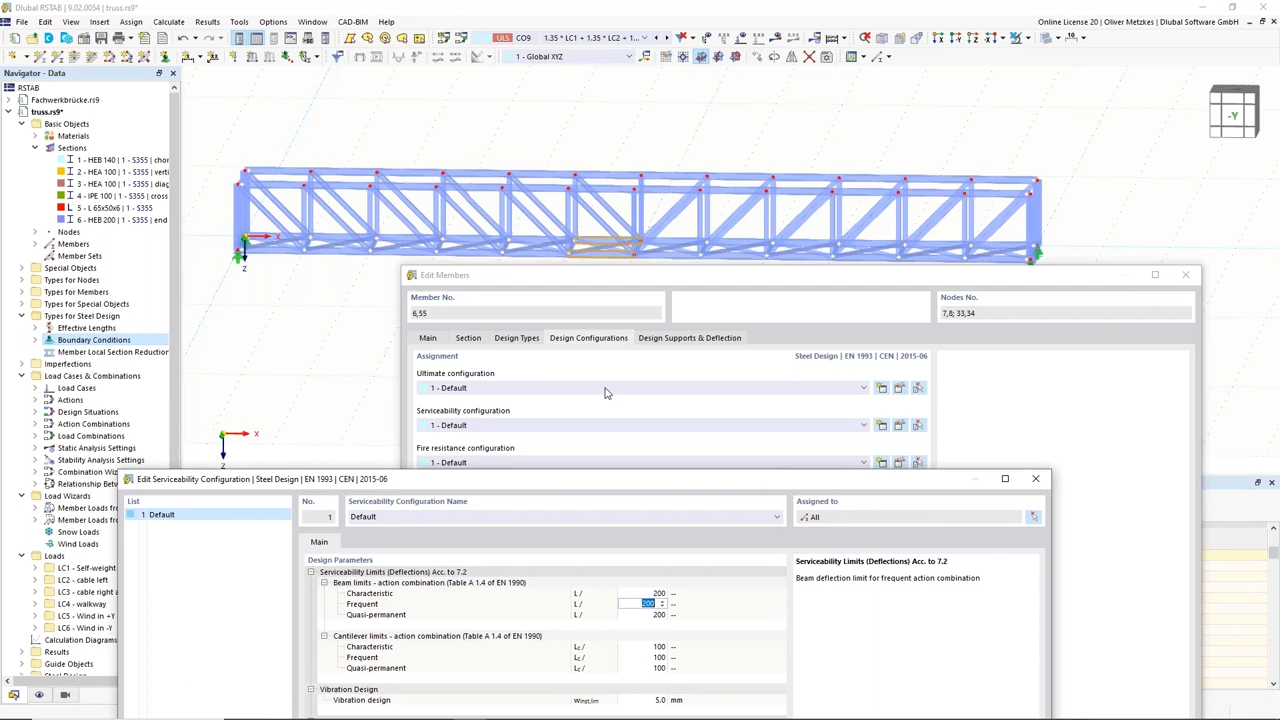 Dlubal RSTAB | 9.02.0054 | truss.rs9*
File Edit View Insert Assign Calculate Results Tools Options Window CAD-BIM Help
Online License 20 | Oliver Metzkes | Dlubal Software GmbH
ULS CO9 1.35 * LC1 + 1.35 * LC2 + 1...
1 - Global XYZ
Navigator - Data
RSTAB
Fachwerkbrücke.rs9
truss.rs9*
Basic Objects
Materials
Sections
1 - HEB 140 | 1 - S355 | chor
2 - HEA 100 | 1 - S355 | verti
3 - HEA 100 | 1 - S355 | diag
4 - IPE 100 | 1 - S355 | cross
5 - L 65x50x6 | 1 - S355
6 - HEB 200 | 1 - S355 | end
Nodes
Members
Member Sets
Special Objects
Types for Nodes
Types for Members
Types for Special Objects
Types for Steel Design
Effective Lengths
Boundary Conditions
Member Local Section Reduction
Imperfections
Load Cases & Combinations
Load Cases
Actions
Design Situations
Action Combinations
Load Combinations
Static Analysis Settings
Stability Analysis Settings
Combination Wiz
Relationship Betw
Load Wizards
Member Loads from
Member Loads from
Snow Loads
Wind Loads
Loads
LC1 - Self-weight
LC2 - cable left
LC3 - cable right
LC4 - walkway
LC5 - Wind in +Y
LC6 - Wind in -Y
Calculation Diagrams
Results
Guide Objects
-Y
X
Z
X
Z
Edit Members
Member No.
6,55
Nodes No.
7,8; 33,34
Main Section Design Types Design Configurations Design Supports & Deflection
Assignment
Steel Design | EN 1993 | CEN | 2015-06
Ultimate configuration
1 - Default
Serviceability configuration
1 - Default
Fire resistance configuration
1 - Default
Edit Serviceability Configuration | Steel Design | EN 1993 | CEN | 2015-06
List
1 Default
No.
1
Serviceability Configuration Name
Default
Assigned to
All
Main
Design Parameters
Serviceability Limits (Deflections) Acc. to 7.2
Beam limits - action combination (Table A 1.4 of EN 1990)
Characteristic L / 200 --
Frequent L / 200 --
Quasi-permanent L / 200 --
Cantilever limits - action combination (Table A 1.4 of EN 1990)
Characteristic Lc / 100 --
Frequent Lc / 100 --
Quasi-permanent Lc / 100 --
Vibration Design
Vibration design winst,lim 5.0 mm
Serviceability Limits (Deflections) Acc. to 7.2
Beam deflection limit for frequent action combination